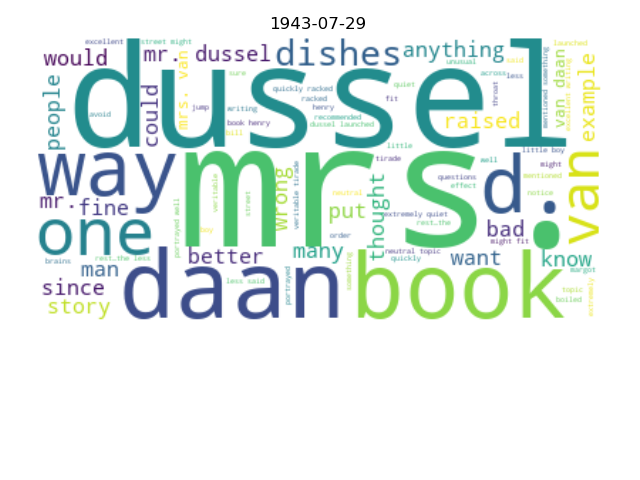 1943-07-29
excellent
street might
would
mr. dussel
dishes
anything
unusual
said
launched
dussel
people
could
mrs. van
sure
quickly racked
racked
fit
quiet
across
less
throat
mentioned something
van daan
excellent writing
example
avoid
jump
writing
henry
recommended
book henry
dussel launched
bill
raised
way
mrs.
little
tirade
well
little boy
might
mentioned
d.
van
mr.
fine
one
portrayed well
veritable
boy
street
wrong
veritable tirade
neutral
put
order
thought
extremely quiet
rest...the
questions
effect
notice
bad
might fit
know
brains
rest...the less
man
better
many
neutral topic
quickly
want
margot
since
story
daan
less said
portrayed
something
book
topic
boiled
extremely